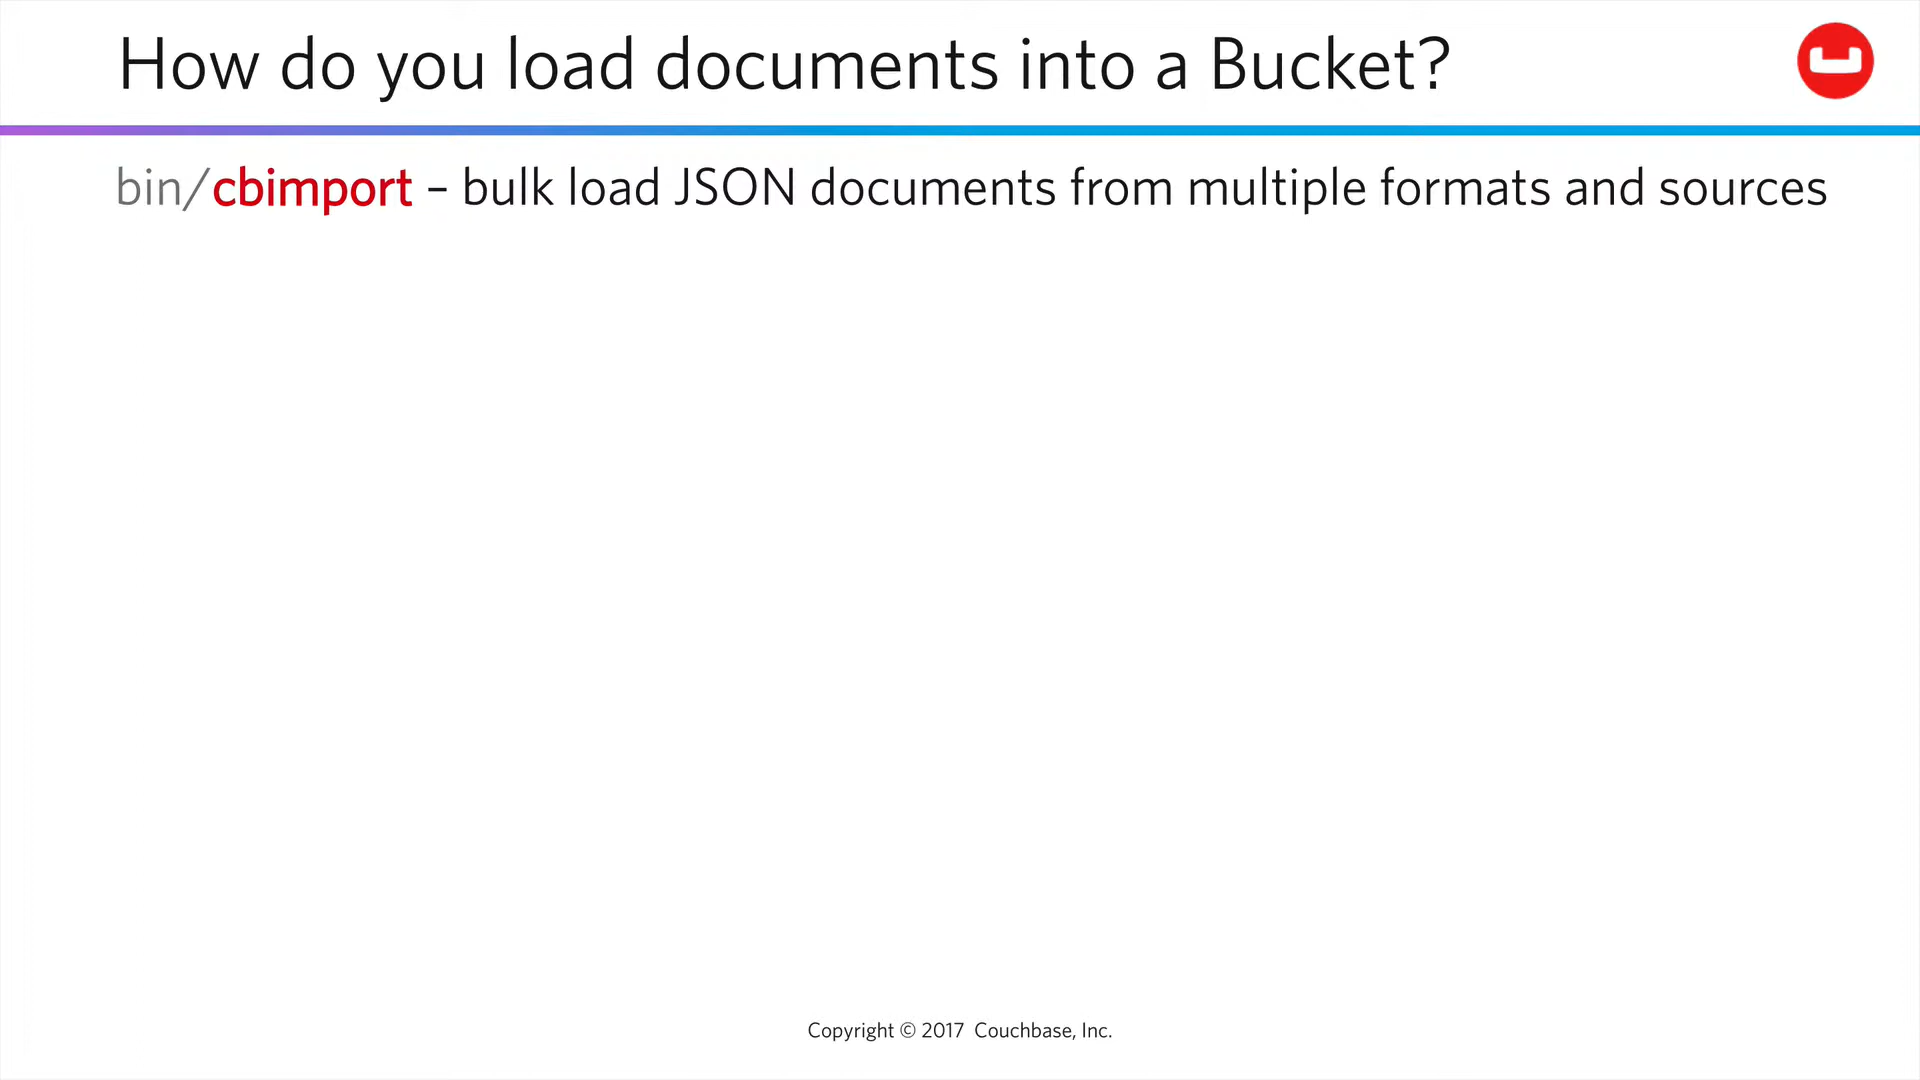 How do you load documents into a Bucket?
bin/cbimport – bulk load JSON documents from multiple formats and sources
Copyright © 2017 Couchbase, Inc.